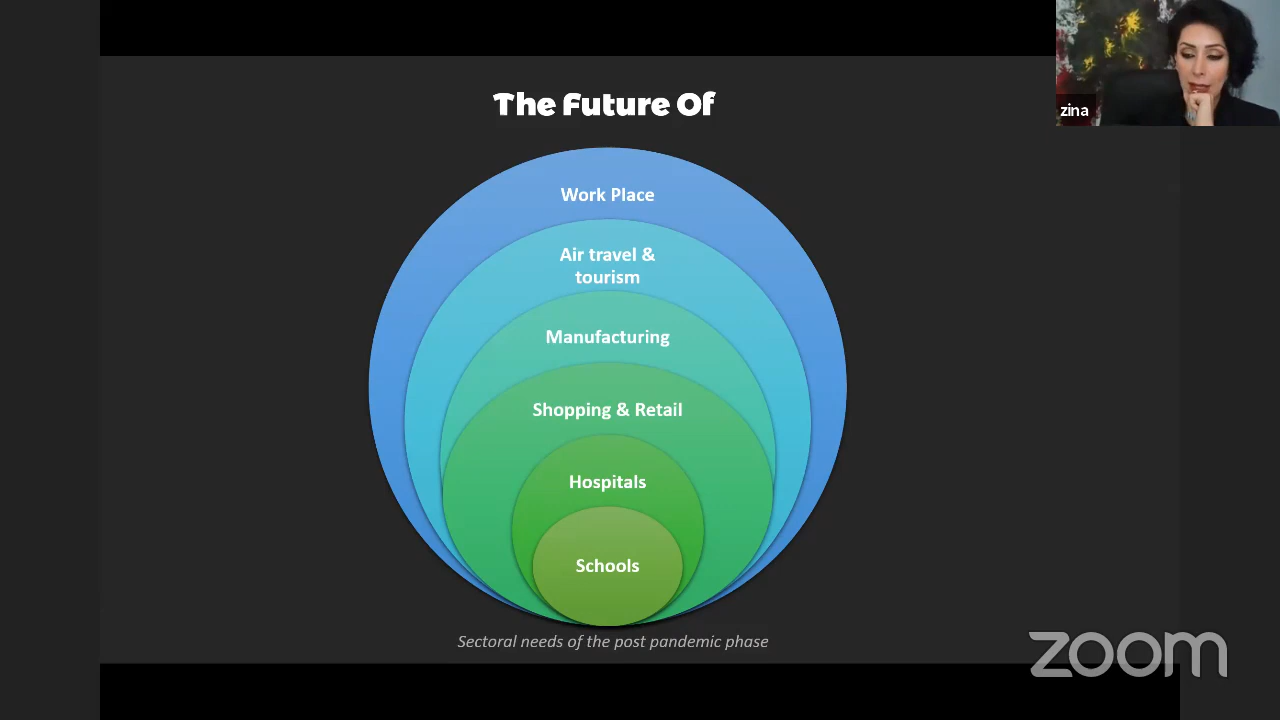 The Future Of
zina
Work Place
Air travel &
tourism
Manufacturing
Shopping & Retail
Hospitals
Schools
Sectoral needs of the post pandemic phase
zoom